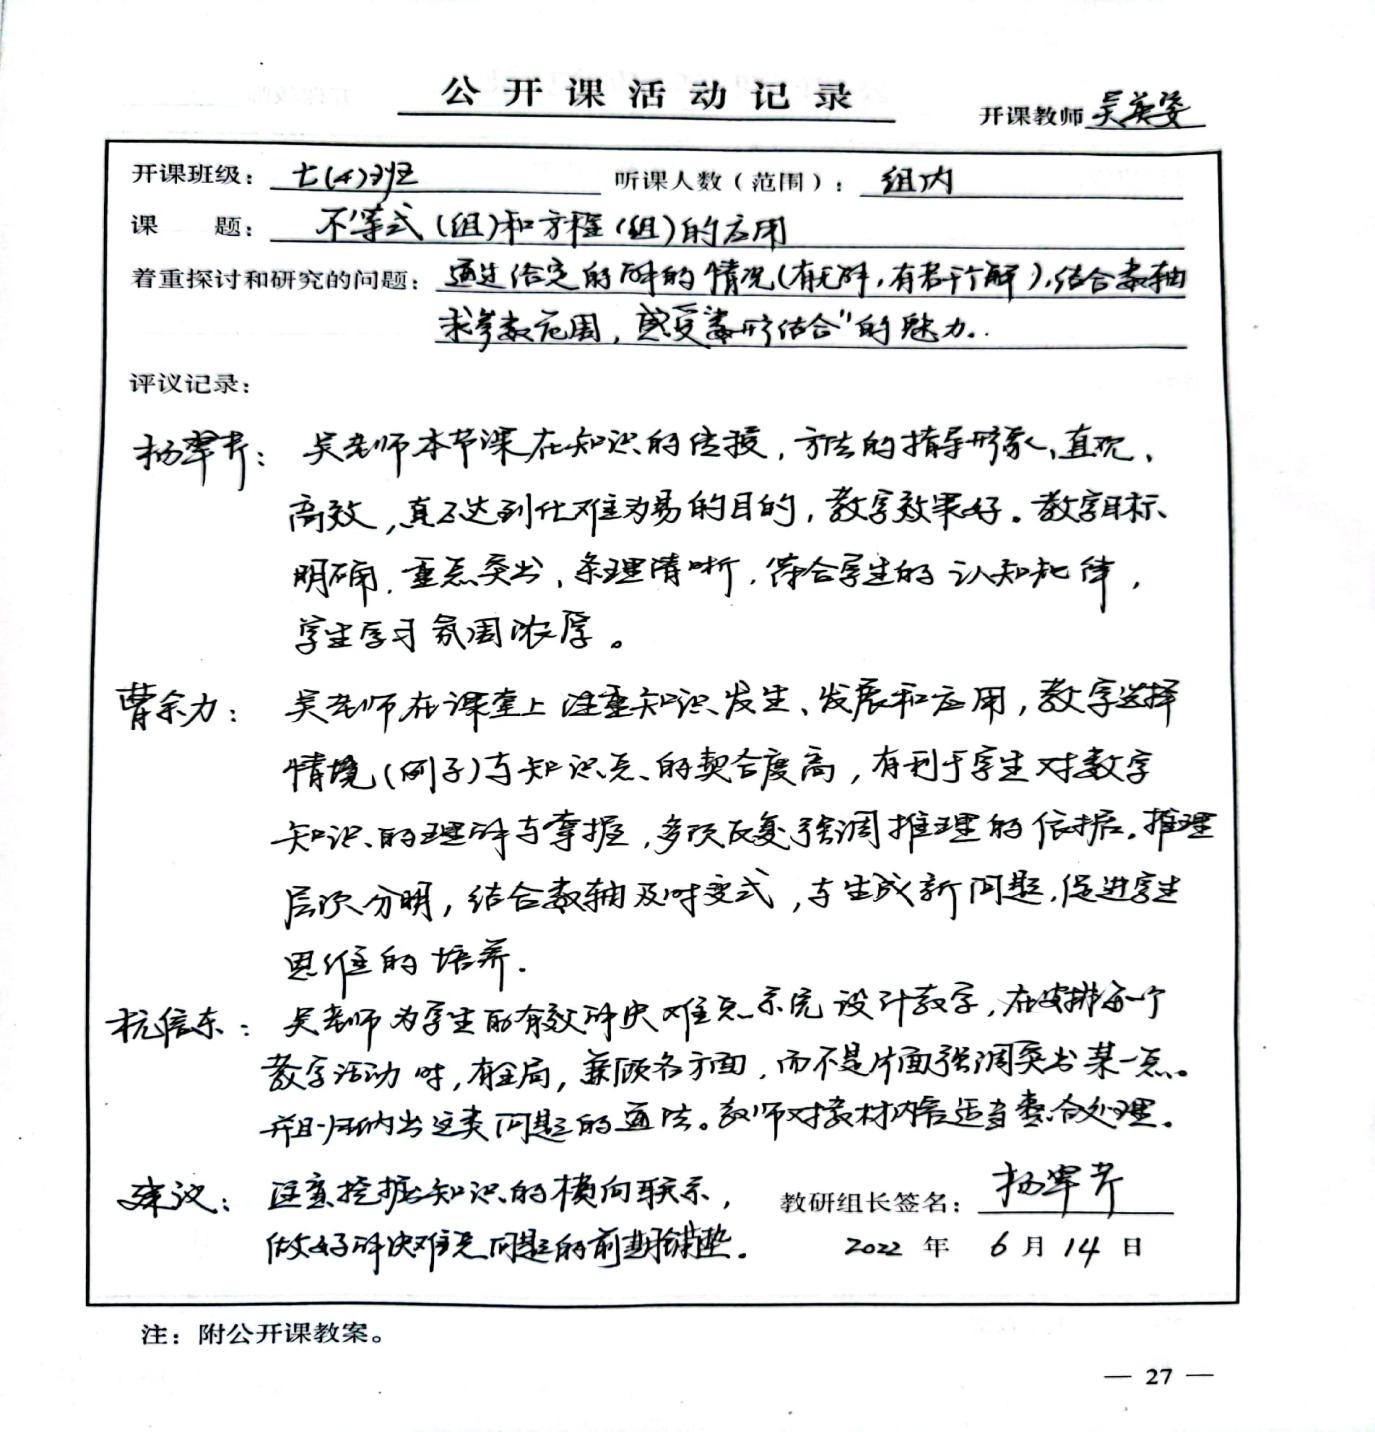 公开课活动记录
开课教师 吴英姿
开课班级： 七(4)班 听课人数（范围）： 组内
课 题： 不等式(组)和方程(组)的应用
着重探讨和研究的问题： 通过给定的解的情况(有无解,有若干个解),结合数轴
求参数范围,感受"数形结合"的魅力.
评议记录：
杨翠芹： 吴老师本节课在知识的传授，方法的指导形象、直观、
高效，真正达到化难为易的目的，教学效果好。教学目标
明确，重点突出、条理清晰，符合学生的认知规律，
学生学习氛围浓厚。
曹余力： 吴老师在课堂上注重知识发生、发展和应用，教学选择
情境(例子)与知识点的契合度高，有利于学生对数学
知识的理解与掌握，多次反复强调推理的依据，推理
层次分明，结合数轴及时变式，与生成新问题，促进学生
思维的培养.
杭信东： 吴老师为学生的有效解决难点系统设计教学，在安排每一个
教学活动时，有全局，兼顾各方面，而不是片面强调突出某一点。
并且归纳出这类问题的通法。教师对教材内容适当整合处理。
建议： 注意挖掘知识的横向联系，
教研组长签名： 杨翠芹
做好解决难点问题的前期铺垫.
2022 年 6 月 14 日
注：附公开课教案。
— 27 —